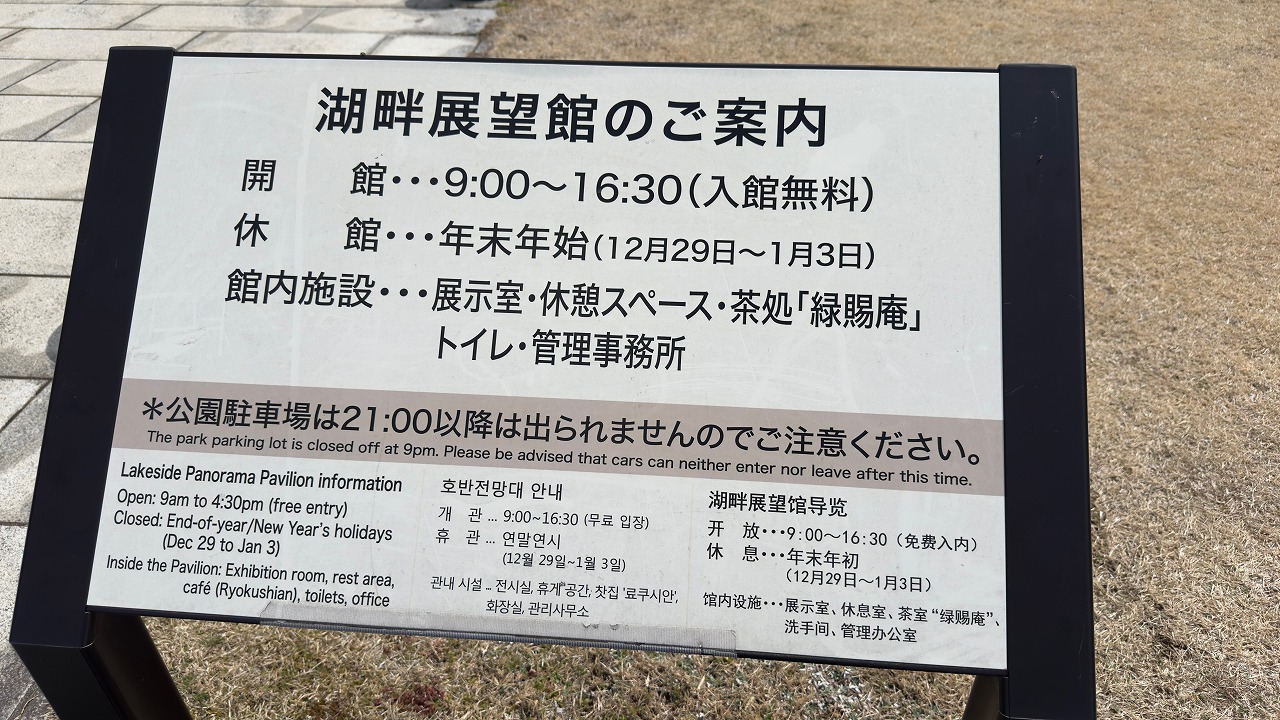 湖畔展望館のご案内
開　館･･･9:00～16:30（入館無料）
休　館･･･年末年始（12月29日～1月3日）
館内施設･･･展示室・休憩スペース・茶処「緑賜庵」
トイレ・管理事務所
＊公園駐車場は21:00以降は出られませんのでご注意ください。
The park parking lot is closed off at 9pm. Please be advised that cars can neither enter nor leave after this time.
Lakeside Panorama Pavilion information
Open: 9am to 4:30pm (free entry)
Closed: End-of-year/New Year's holidays
(Dec 29 to Jan 3)
Inside the Pavilion: Exhibition room, rest area,
café (Ryokushian), toilets, office
호반전망대 안내
개　관 ... 9:00~16:30 (무료 입장)
휴　관 ... 연말연시
(12월 29일~1월 3일)
관내 시설 ... 전시실, 휴게 공간, 찻집 '료쿠시안',
화장실, 관리사무소
湖畔展望馆导览
开　放･･･9:00～16:30（免费入内）
休　息･･･年末年初
（12月29日～1月3日）
馆内设施･･･展示室、休息室、茶室“绿赐庵”、
洗手间、管理办公室